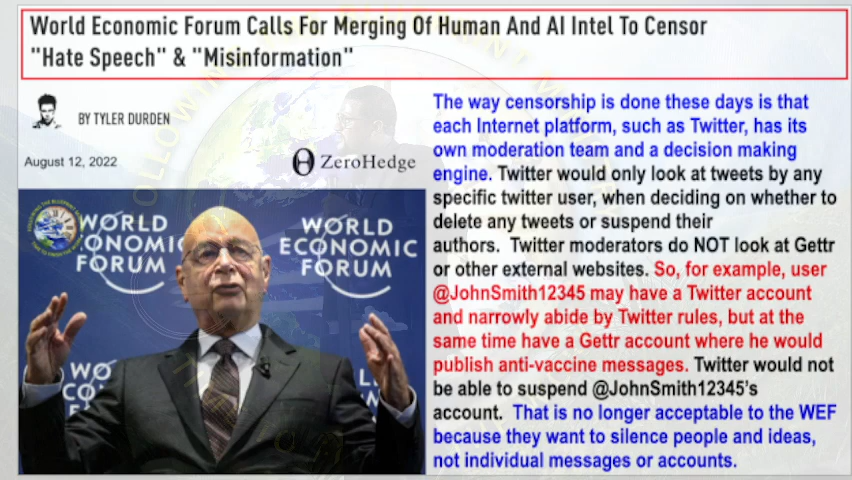 World Economic Forum Calls For Merging Of Human And AI Intel To Censor
"Hate Speech" & "Misinformation"
BY TYLER DURDEN
August 12, 2022
ZeroHedge
WORLD
ECONOMIC
FORUM
WORLD
ECONOMIC
FORUM
The way censorship is done these days is that
each Internet platform, such as Twitter, has its
own moderation team and a decision making
engine. Twitter would only look at tweets by any
specific twitter user, when deciding on whether to
delete any tweets or suspend their
authors. Twitter moderators do NOT look at Gettr
or other external websites. So, for example, user
@JohnSmith12345 may have a Twitter account
and narrowly abide by Twitter rules, but at the
same time have a Gettr account where he would
publish anti-vaccine messages. Twitter would not
be able to suspend @JohnSmith12345's
account. That is no longer acceptable to the WEF
because they want to silence people and ideas,
not individual messages or accounts.